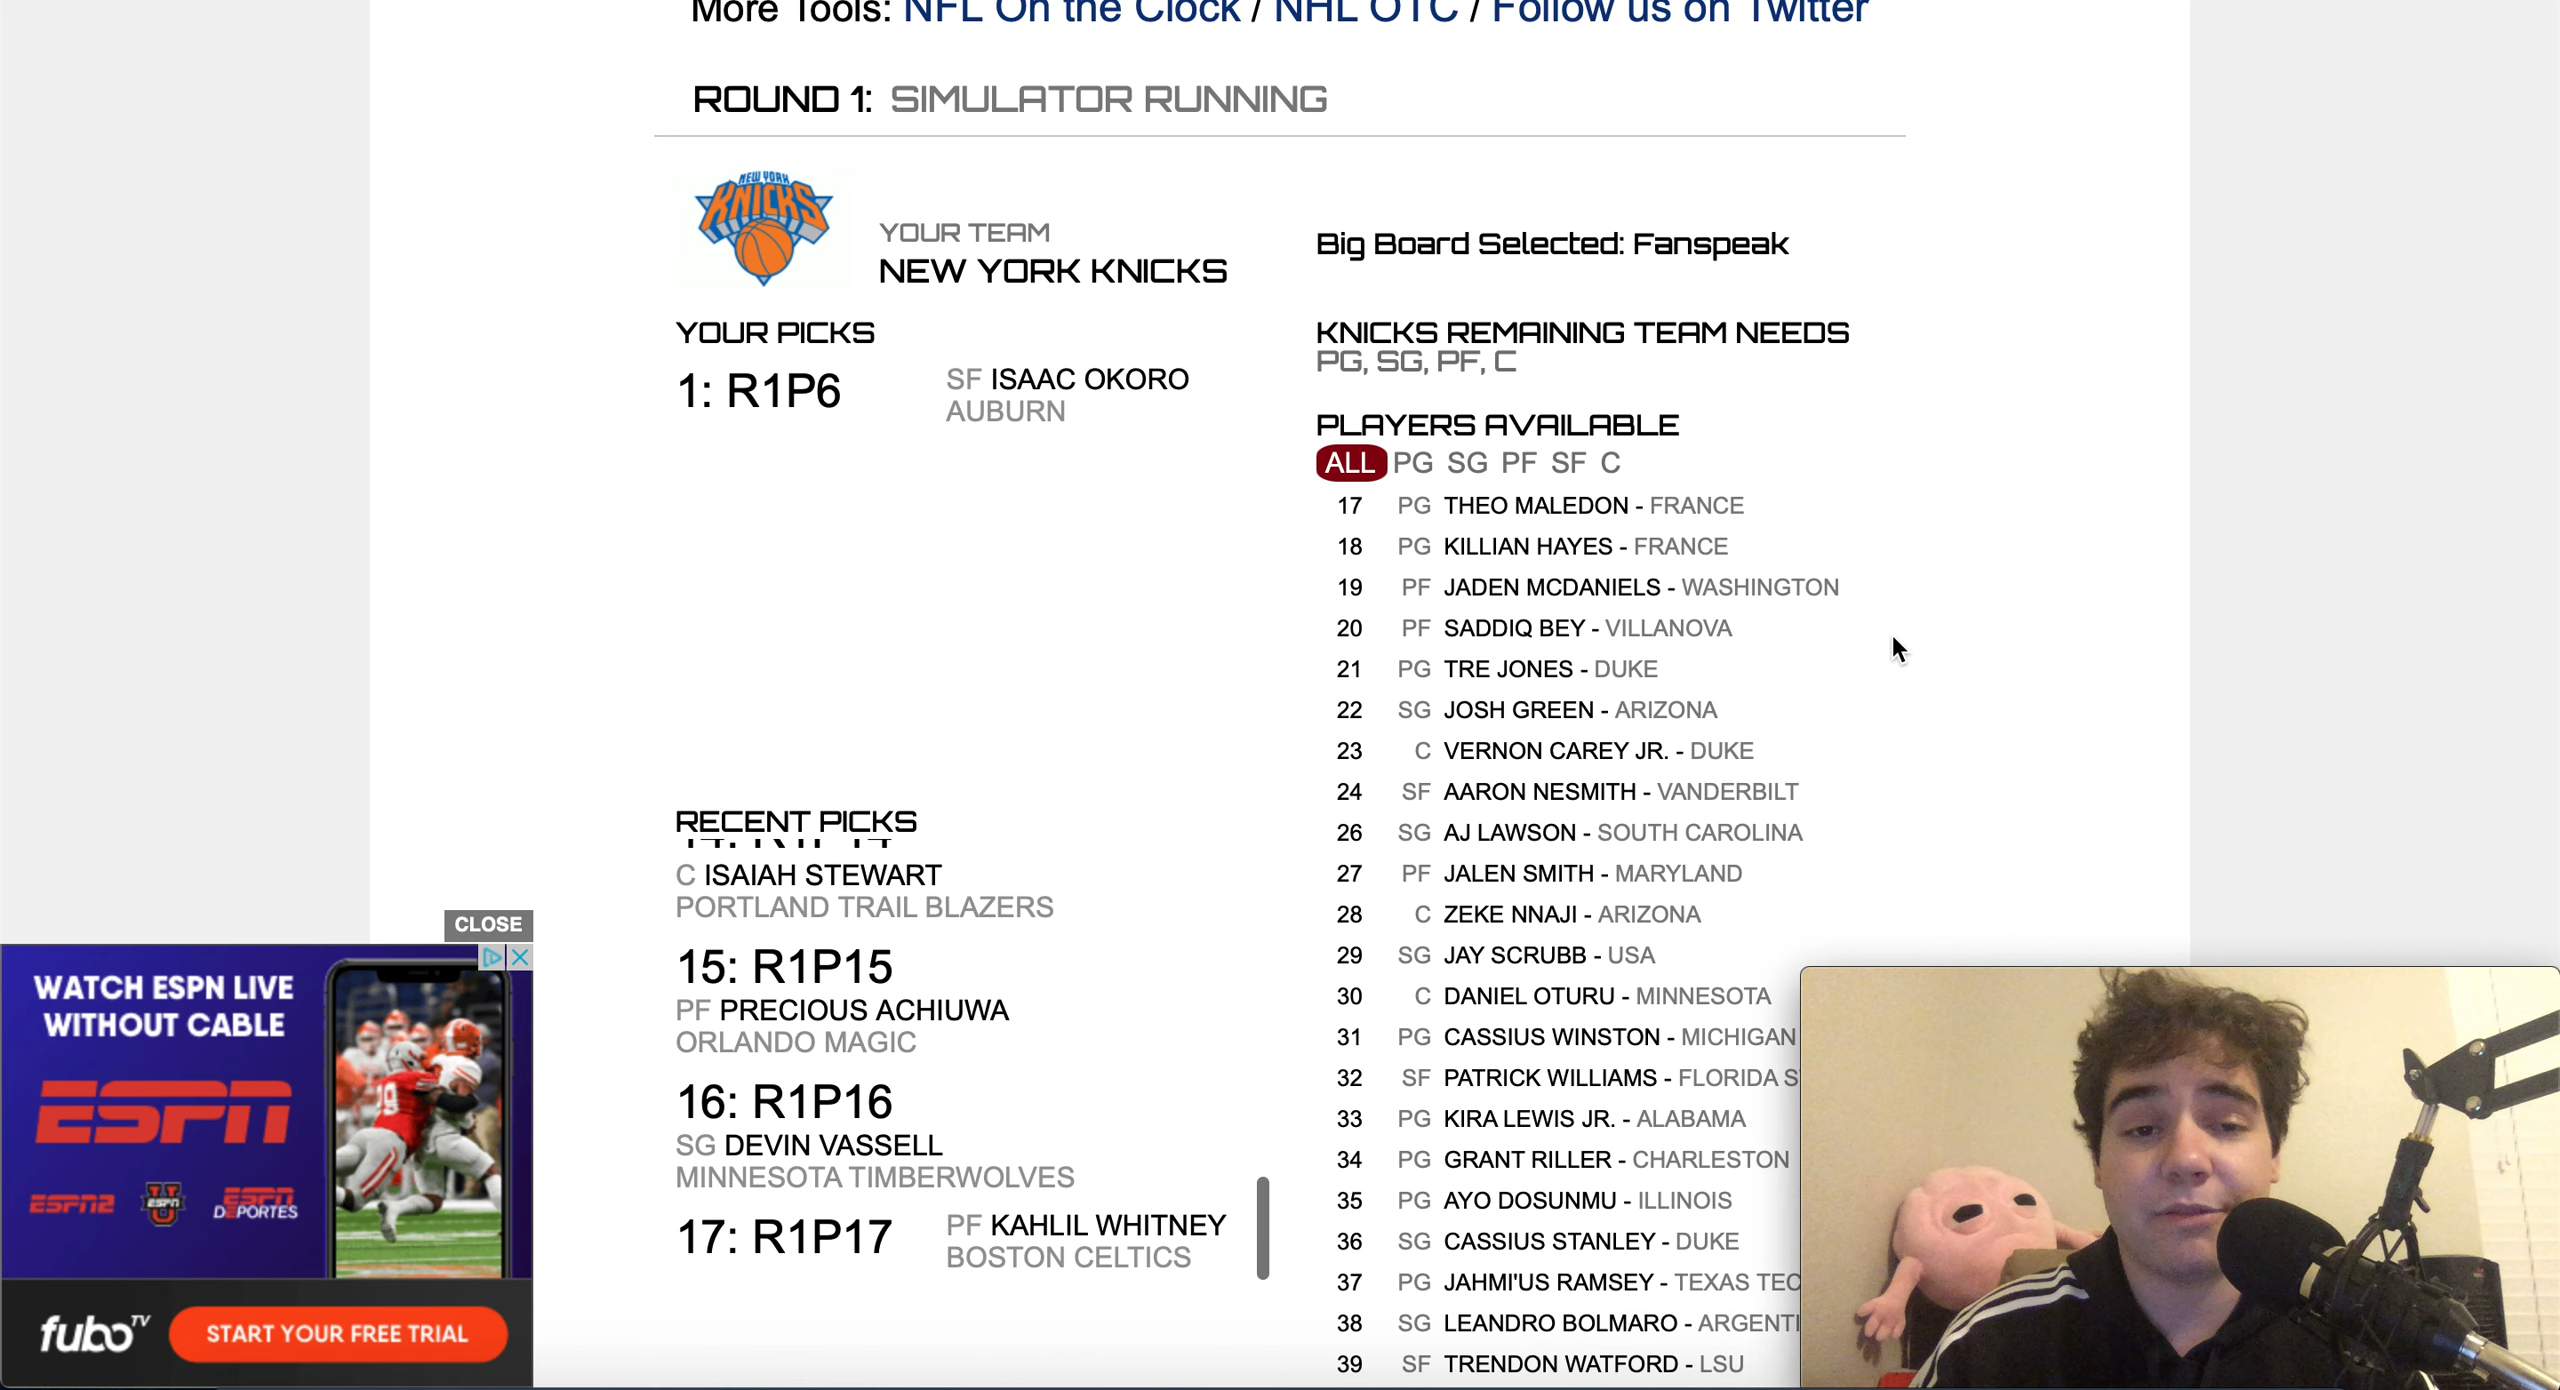 More Tools: NFL On the Clock / NHL OTC / Follow us on Twitter
ROUND 1: SIMULATOR RUNNING
NEW YORK
KNICKS
YOUR TEAM
NEW YORK KNICKS
Big Board Selected: Fanspeak
YOUR PICKS
1: R1P6
SF ISAAC OKORO
AUBURN
KNICKS REMAINING TEAM NEEDS
PG, SG, PF, C
PLAYERS AVAILABLE
ALL PG SG PF SF C
17 PG THEO MALEDON - FRANCE
18 PG KILLIAN HAYES - FRANCE
19 PF JADEN MCDANIELS - WASHINGTON
20 PF SADDIQ BEY - VILLANOVA
21 PG TRE JONES - DUKE
22 SG JOSH GREEN - ARIZONA
23 C VERNON CAREY JR. - DUKE
24 SF AARON NESMITH - VANDERBILT
26 SG AJ LAWSON - SOUTH CAROLINA
27 PF JALEN SMITH - MARYLAND
28 C ZEKE NNAJI - ARIZONA
29 SG JAY SCRUBB - USA
30 C DANIEL OTURU - MINNESOTA
31 PG CASSIUS WINSTON - MICHIGAN
32 SF PATRICK WILLIAMS - FLORIDA S
33 PG KIRA LEWIS JR. - ALABAMA
34 PG GRANT RILLER - CHARLESTON
35 PG AYO DOSUNMU - ILLINOIS
36 SG CASSIUS STANLEY - DUKE
37 PG JAHMI'US RAMSEY - TEXAS TEC
38 SG LEANDRO BOLMARO - ARGENTI
39 SF TRENDON WATFORD - LSU
RECENT PICKS
C ISAIAH STEWART
PORTLAND TRAIL BLAZERS
15: R1P15
PF PRECIOUS ACHIUWA
ORLANDO MAGIC
16: R1P16
SG DEVIN VASSELL
MINNESOTA TIMBERWOLVES
17: R1P17
PF KAHLIL WHITNEY
BOSTON CELTICS
CLOSE
WATCH ESPN LIVE
WITHOUT CABLE
ESPN
ESPN2
ESPN
U
ESPN
DEPORTES
fubo TV
START YOUR FREE TRIAL